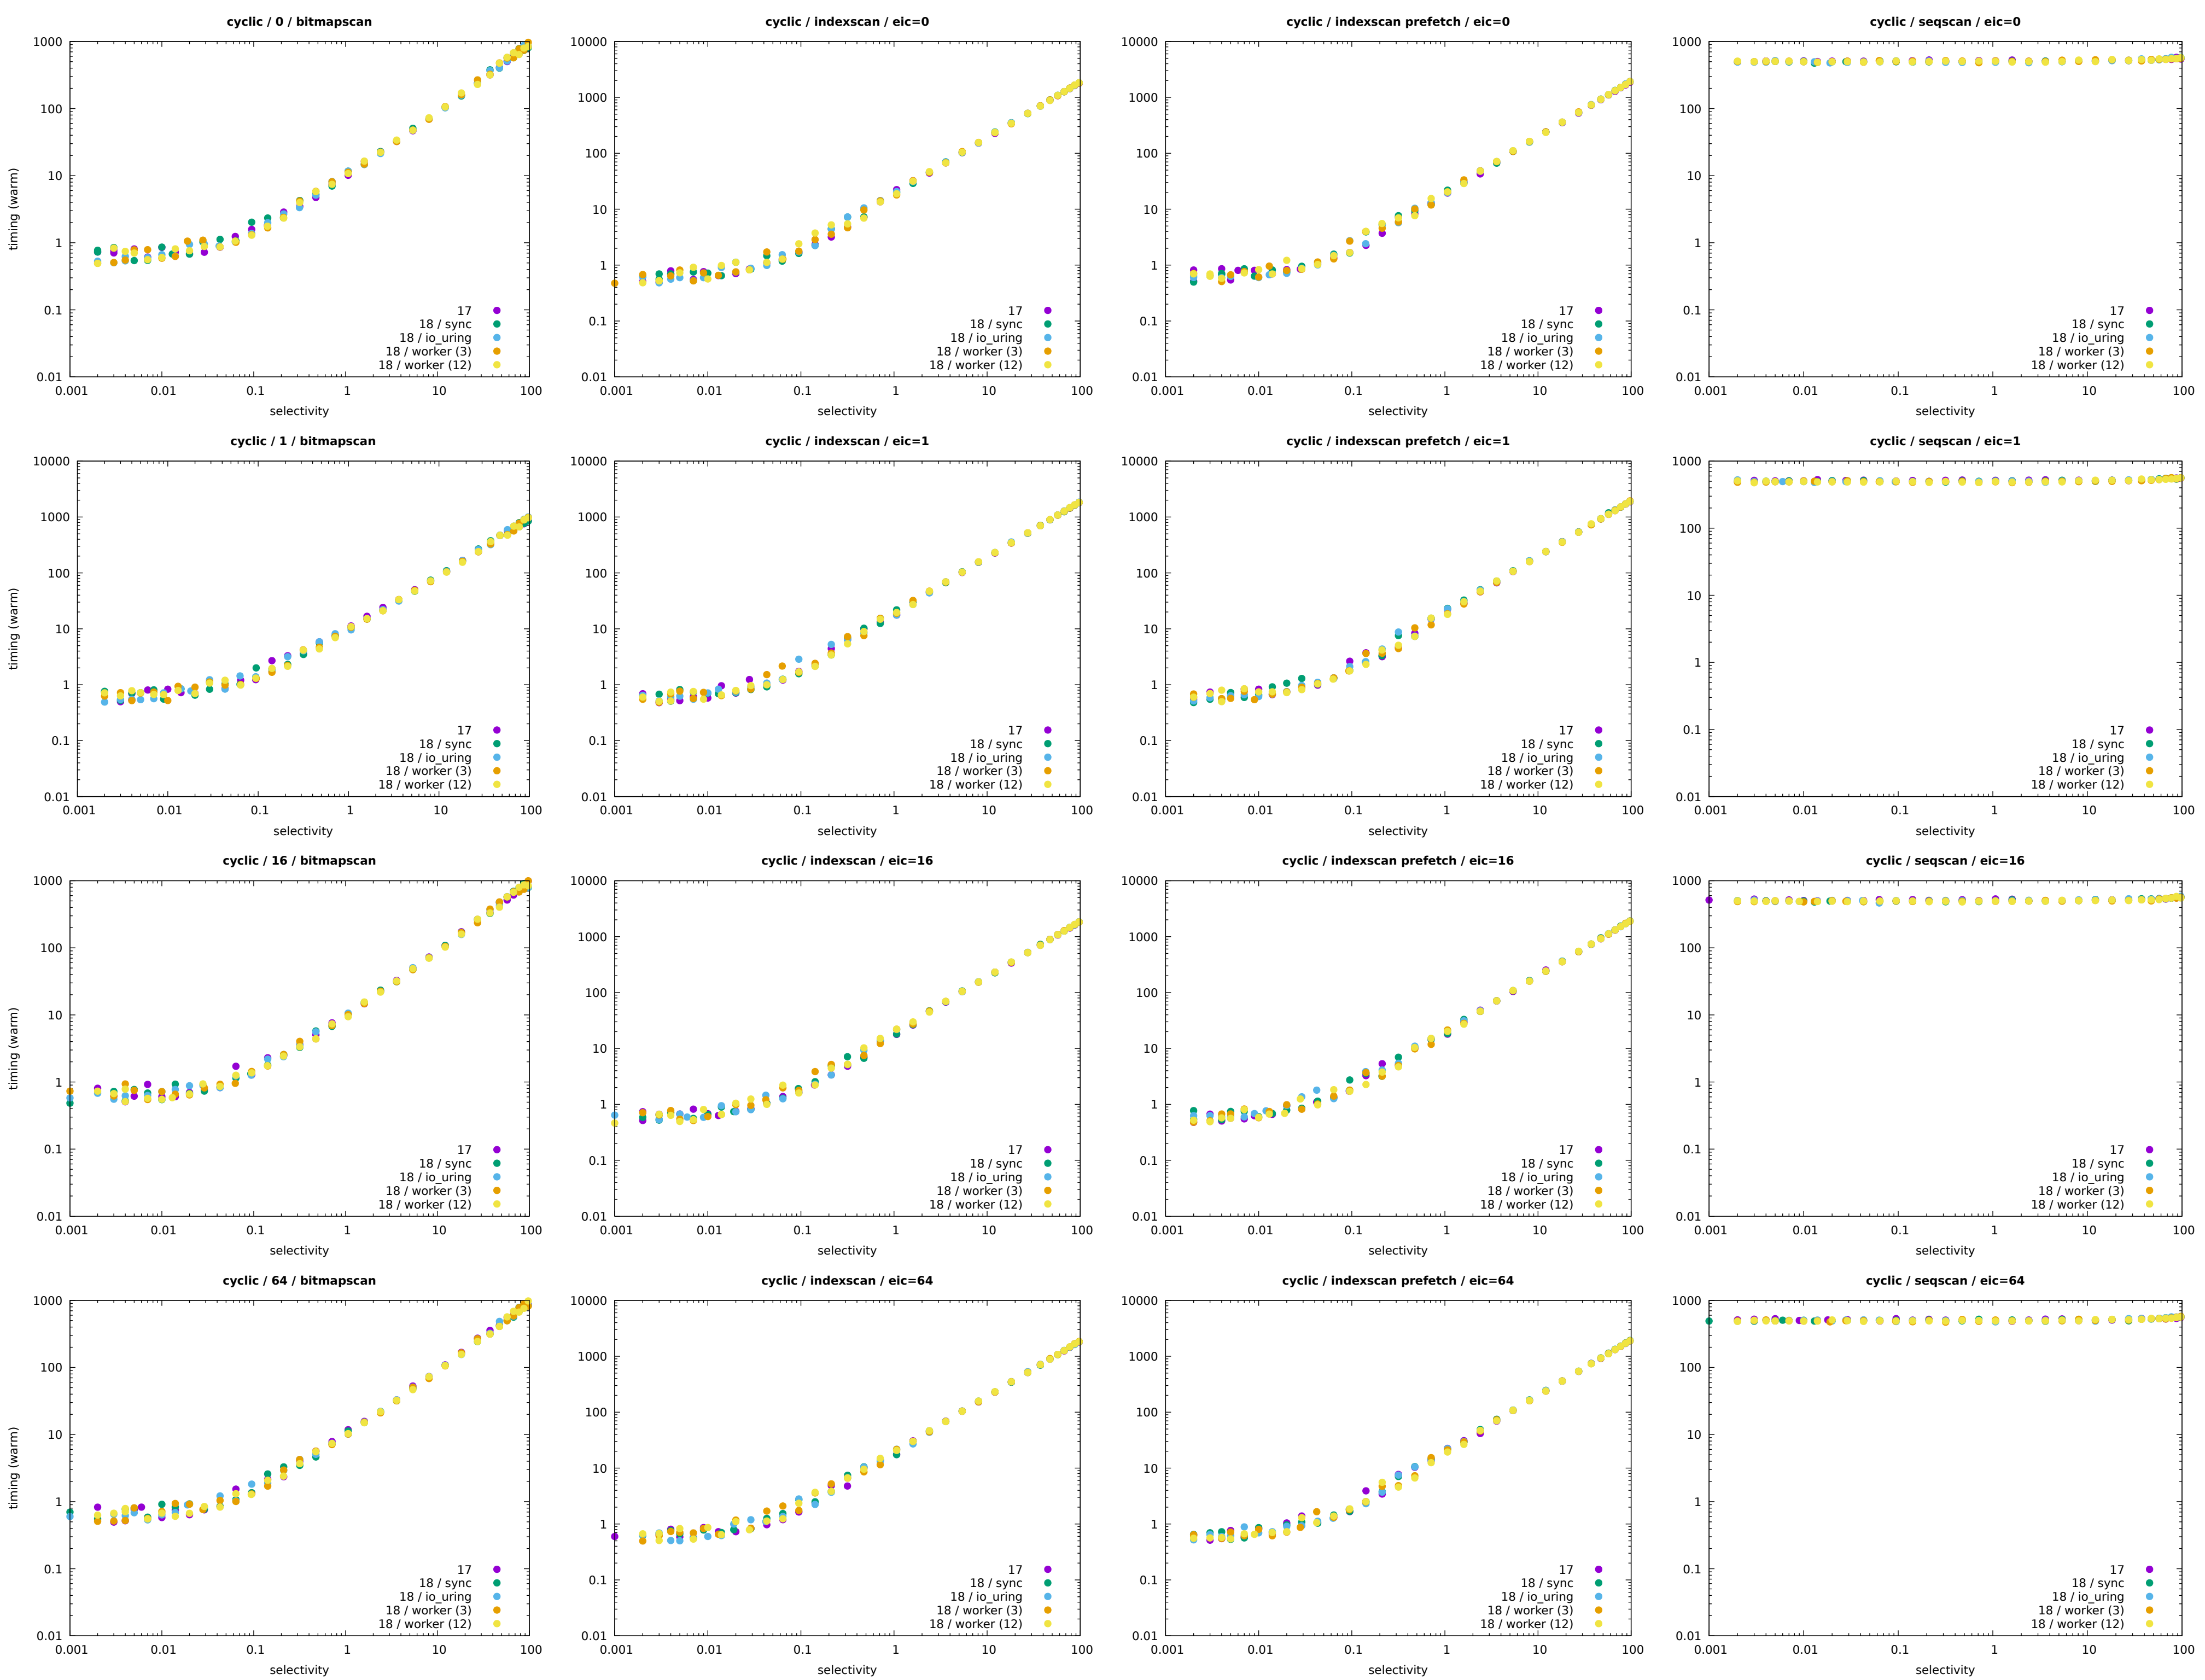 cyclic / 0 / bitmapscan
timing (warm)
1000
100
10
1
0.1
0.01
17
18 / sync
18 / io_uring
18 / worker (3)
18 / worker (12)
0.001 0.01 0.1 1 10 100
selectivity
cyclic / indexscan / eic=0
10000
1000
100
10
1
0.1
0.01
17
18 / sync
18 / io_uring
18 / worker (3)
18 / worker (12)
0.001 0.01 0.1 1 10 100
selectivity
cyclic / indexscan prefetch / eic=0
10000
1000
100
10
1
0.1
0.01
17
18 / sync
18 / io_uring
18 / worker (3)
18 / worker (12)
0.001 0.01 0.1 1 10 100
selectivity
cyclic / seqscan / eic=0
1000
100
10
1
0.1
0.01
17
18 / sync
18 / io_uring
18 / worker (3)
18 / worker (12)
0.001 0.01 0.1 1 10 100
selectivity
cyclic / 1 / bitmapscan
timing (warm)
10000
1000
100
10
1
0.1
0.01
17
18 / sync
18 / io_uring
18 / worker (3)
18 / worker (12)
0.001 0.01 0.1 1 10 100
selectivity
cyclic / indexscan / eic=1
10000
1000
100
10
1
0.1
0.01
17
18 / sync
18 / io_uring
18 / worker (3)
18 / worker (12)
0.001 0.01 0.1 1 10 100
selectivity
cyclic / indexscan prefetch / eic=1
10000
1000
100
10
1
0.1
0.01
17
18 / sync
18 / io_uring
18 / worker (3)
18 / worker (12)
0.001 0.01 0.1 1 10 100
selectivity
cyclic / seqscan / eic=1
1000
100
10
1
0.1
0.01
17
18 / sync
18 / io_uring
18 / worker (3)
18 / worker (12)
0.001 0.01 0.1 1 10 100
selectivity
cyclic / 16 / bitmapscan
timing (warm)
1000
100
10
1
0.1
0.01
17
18 / sync
18 / io_uring
18 / worker (3)
18 / worker (12)
0.001 0.01 0.1 1 10 100
selectivity
cyclic / indexscan / eic=16
10000
1000
100
10
1
0.1
0.01
17
18 / sync
18 / io_uring
18 / worker (3)
18 / worker (12)
0.001 0.01 0.1 1 10 100
selectivity
cyclic / indexscan prefetch / eic=16
10000
1000
100
10
1
0.1
0.01
17
18 / sync
18 / io_uring
18 / worker (3)
18 / worker (12)
0.001 0.01 0.1 1 10 100
selectivity
cyclic / seqscan / eic=16
1000
100
10
1
0.1
0.01
17
18 / sync
18 / io_uring
18 / worker (3)
18 / worker (12)
0.001 0.01 0.1 1 10 100
selectivity
cyclic / 64 / bitmapscan
timing (warm)
1000
100
10
1
0.1
0.01
17
18 / sync
18 / io_uring
18 / worker (3)
18 / worker (12)
0.001 0.01 0.1 1 10 100
selectivity
cyclic / indexscan / eic=64
10000
1000
100
10
1
0.1
0.01
17
18 / sync
18 / io_uring
18 / worker (3)
18 / worker (12)
0.001 0.01 0.1 1 10 100
selectivity
cyclic / indexscan prefetch / eic=64
10000
1000
100
10
1
0.1
0.01
17
18 / sync
18 / io_uring
18 / worker (3)
18 / worker (12)
0.001 0.01 0.1 1 10 100
selectivity
cyclic / seqscan / eic=64
1000
100
10
1
0.1
0.01
17
18 / sync
18 / io_uring
18 / worker (3)
18 / worker (12)
0.001 0.01 0.1 1 10 100
selectivity